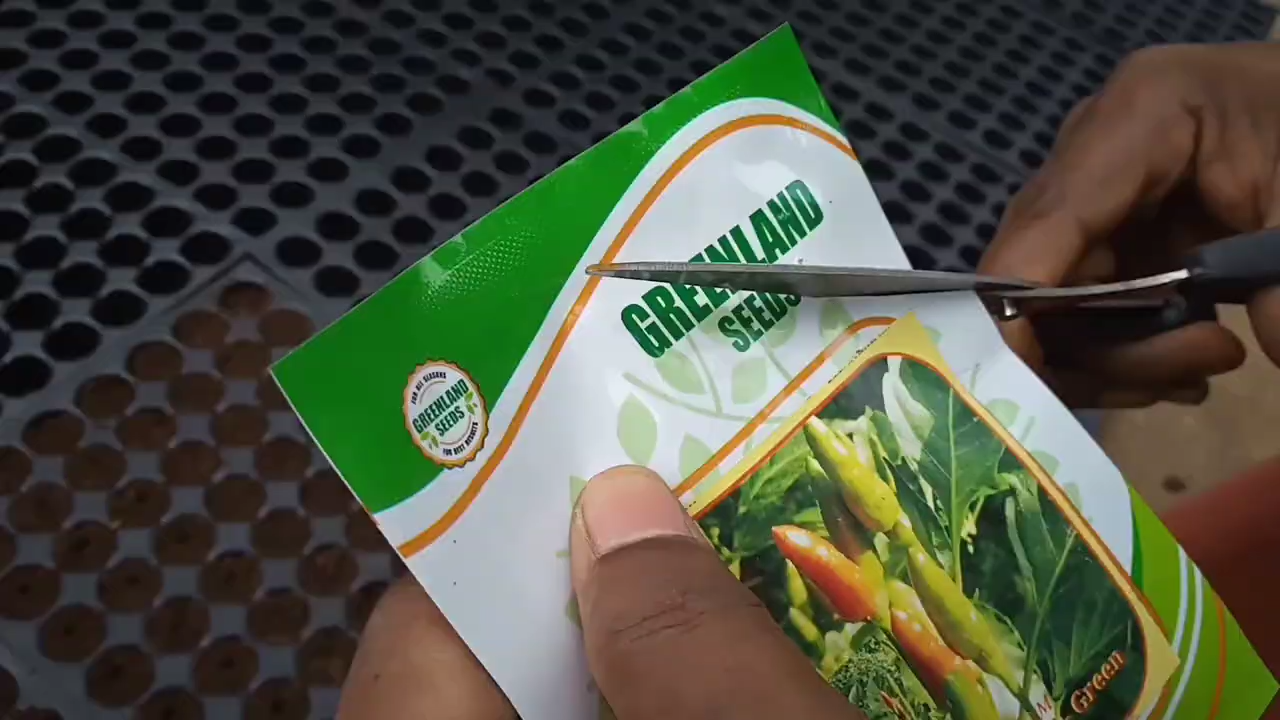 GREENLAND
SEEDS
FOR ALL SEASONS
GREENLAND
SEEDS
FOR BEST RESULTS
Green